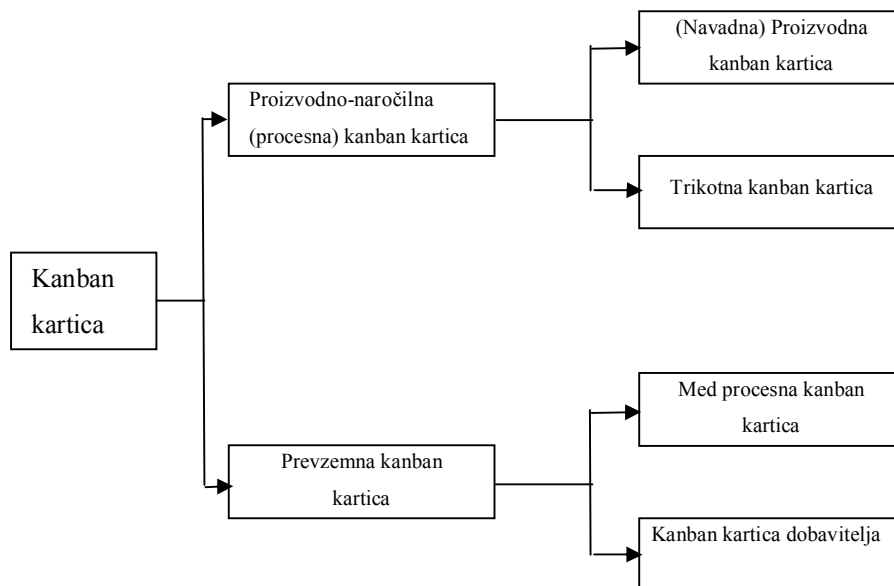 (Navadna) Proizvodna
kanban kartica
Proizvodno-naročilna
(procesna) kanban kartica
Trikotna kanban kartica
Kanban
kartica
Med procesna kanban
kartica
Prevzemna kanban
kartica
Kanban kartica dobavitelja